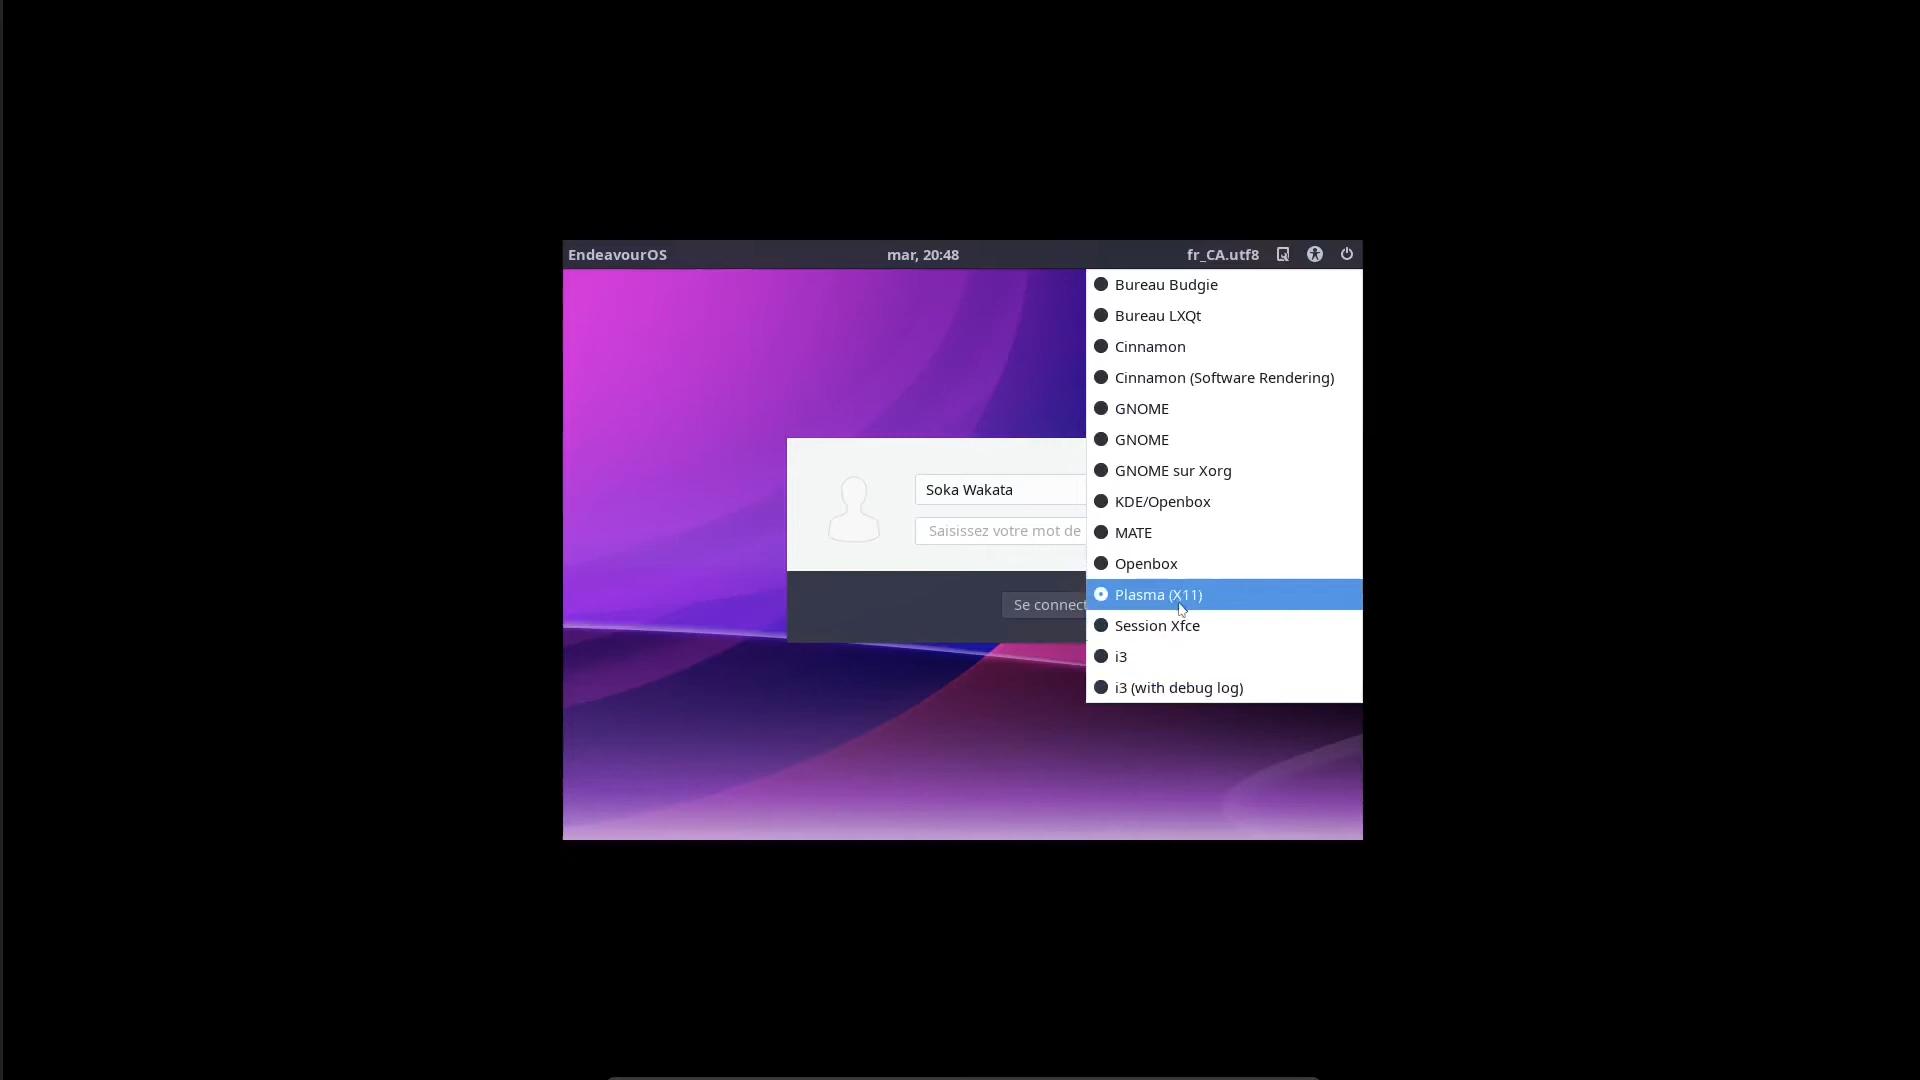 EndeavourOS mar, 20:48 fr_CA.utf8
Bureau Budgie
Bureau LXQt
Cinnamon
Cinnamon (Software Rendering)
GNOME
GNOME
GNOME sur Xorg
KDE/Openbox
MATE
Openbox
Plasma (X11)
Session Xfce
i3
i3 (with debug log)
Soka Wakata
Saisissez votre mot de
Se connect